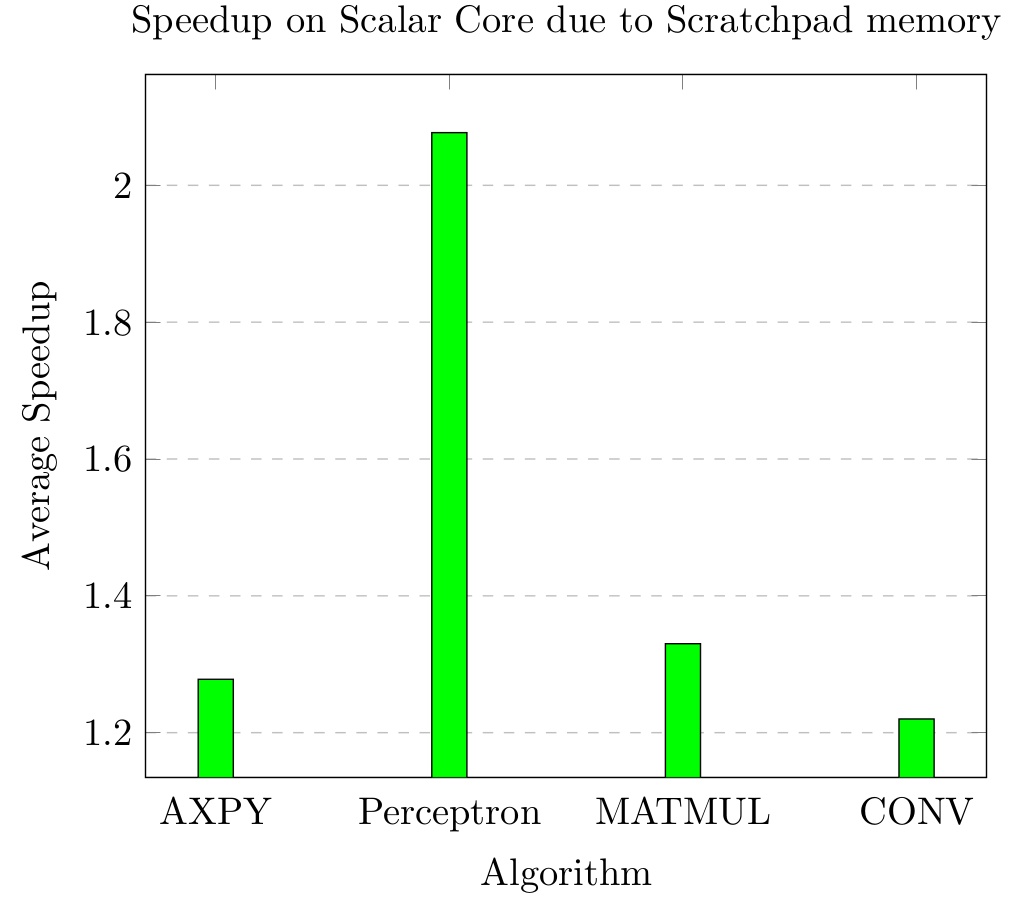 Speedup on Scalar Core due to Scratchpad memory
2
1.8
1.6
1.4
1.2
Average Speedup
AXPY Perceptron MATMUL CONV
Algorithm